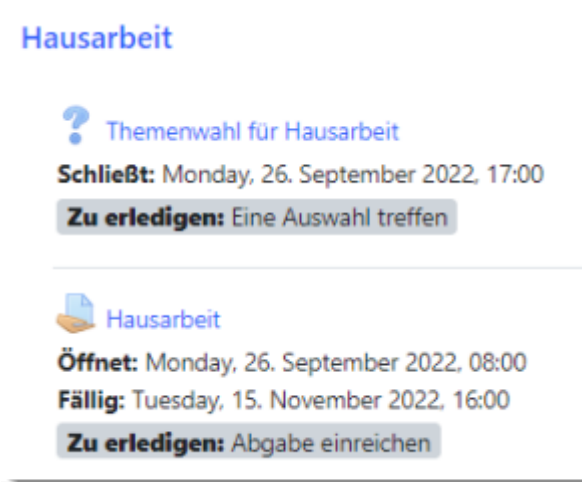 Hausarbeit
Themenwahl für Hausarbeit
Schließt: Monday, 26. September 2022, 17:00
Zu erledigen: Eine Auswahl treffen
Hausarbeit
Öffnet: Monday, 26. September 2022, 08:00
Fällig: Tuesday, 15. November 2022, 16:00
Zu erledigen: Abgabe einreichen